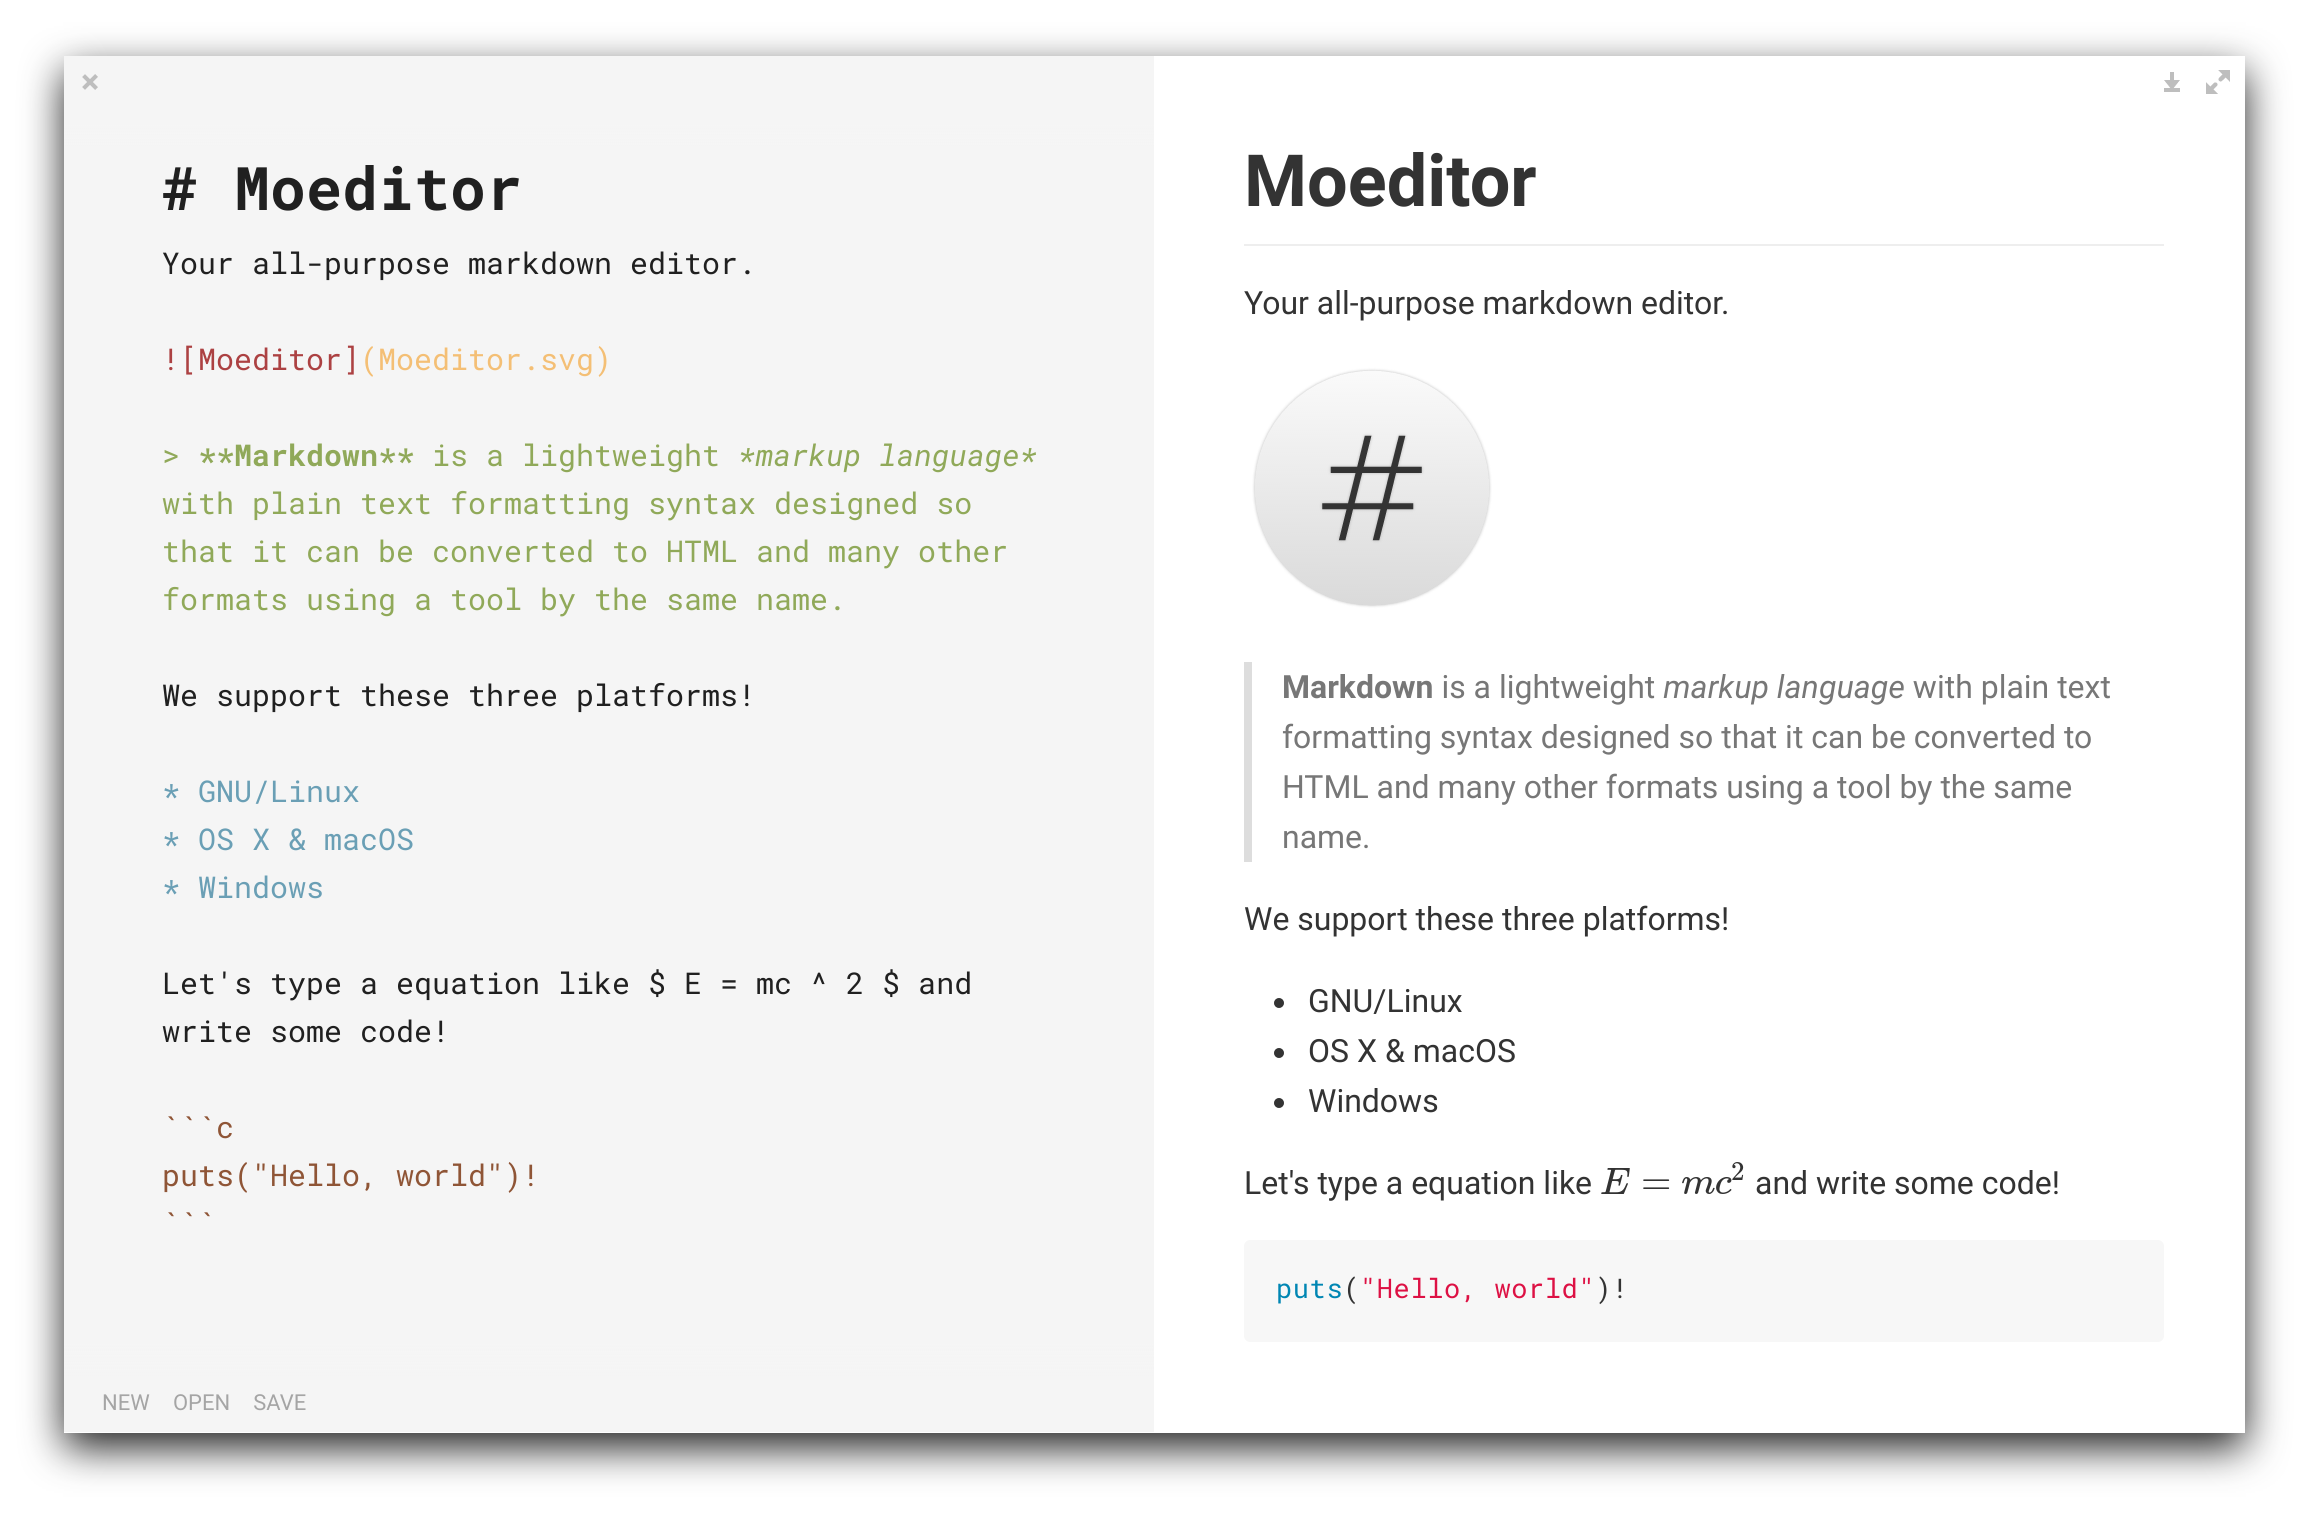 # Moeditor
Your all-purpose markdown editor.
![Moeditor](Moeditor.svg)
> **Markdown** is a lightweight *markup language*
with plain text formatting syntax designed so
that it can be converted to HTML and many other
formats using a tool by the same name.
We support these three platforms!
* GNU/Linux
* OS X & macOS
* Windows
Let's type a equation like $ E = mc ^ 2 $ and
write some code!
```c
puts("Hello, world")!
```
NEW OPEN SAVE
Moeditor
Your all-purpose markdown editor.
#
Markdown is a lightweight markup language with plain text
formatting syntax designed so that it can be converted to
HTML and many other formats using a tool by the same
name.
We support these three platforms!
• GNU/Linux
• OS X & macOS
• Windows
Let's type a equation like E = mc² and write some code!
puts("Hello, world")!